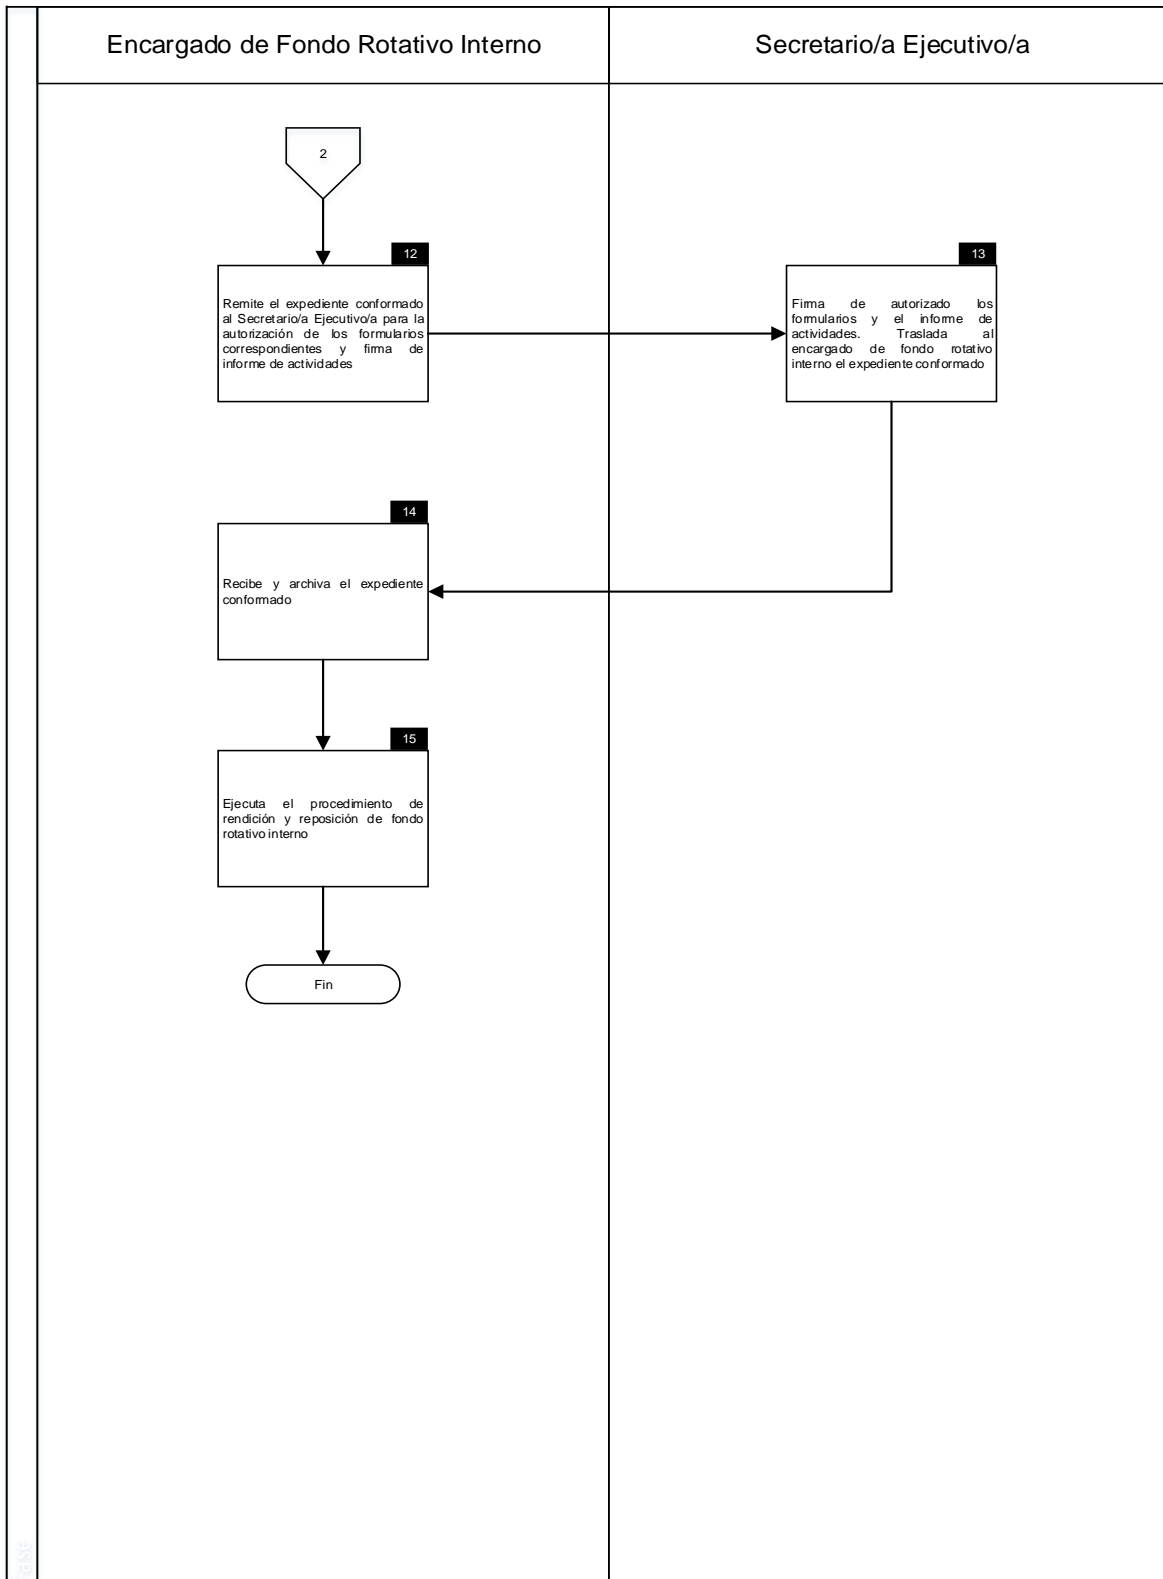 Encargado de Fondo Rotativo Interno
Secretario/a Ejecutivo/a
2
12
Remite el expediente conformado
al Secretario/a Ejecutivo/a para la
autorización de los formularios
correspondientes y firma de
informe de actividades
13
Firma de autorizado los
formularios y el informe de
actividades. Traslada al
encargado de fondo rotativo
interno el expediente conformado
14
Recibe y archiva el expediente
conformado
15
Ejecuta el procedimiento de
rendición y reposición de fondo
rotativo interno
Fin